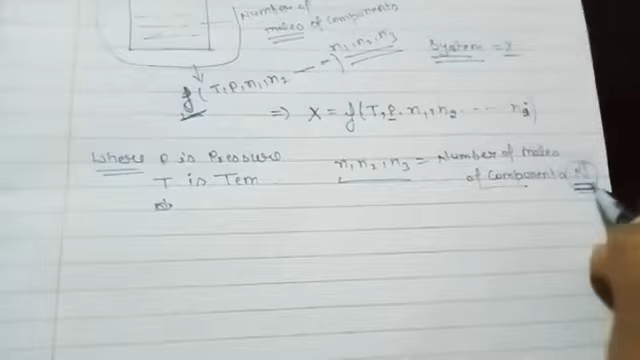 Number of
moles of components
n1, n2, n3
System = X
f(T, P, n1, n2 - - -)
⇒ X = f(T, P, n1, n2 ---- ni)
Where P is Pressure
T is Tem
n1, n2, n3 = Number of moles
of components